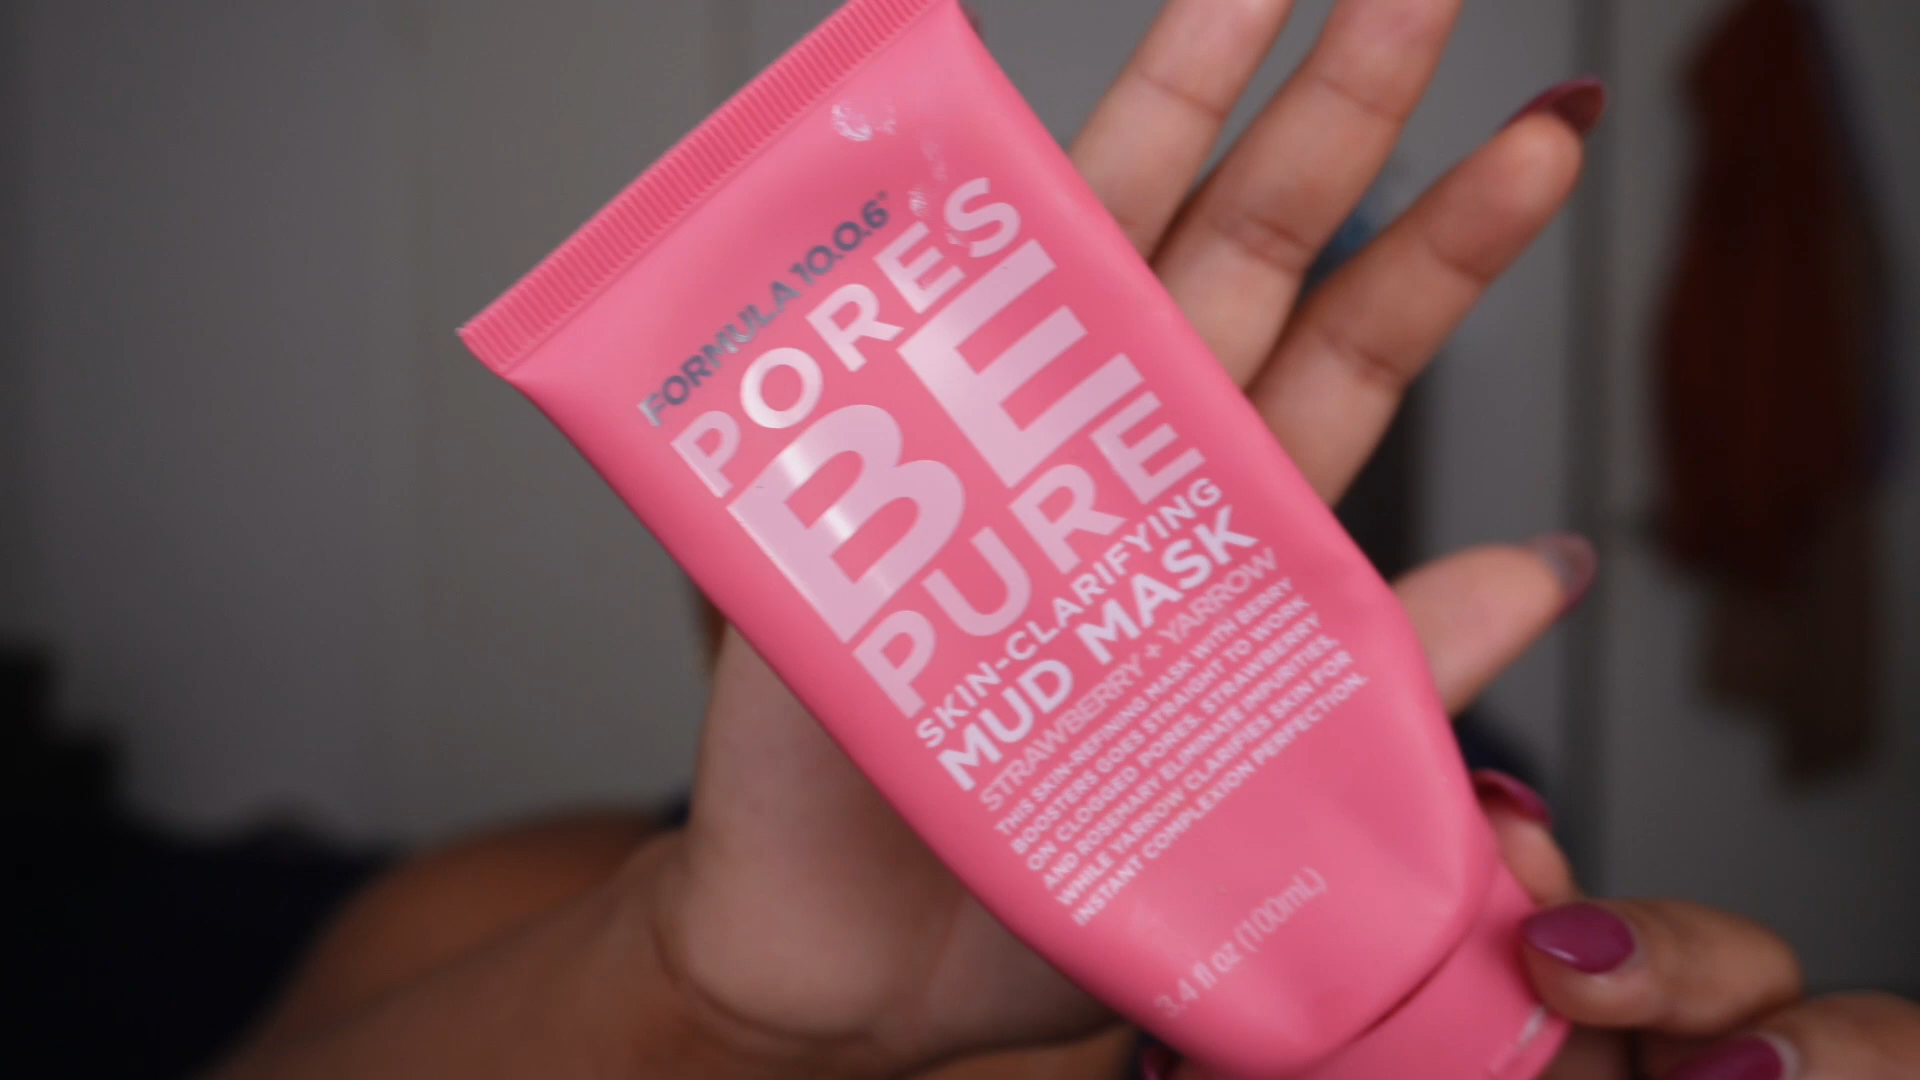 FORMULA 10.0.6
PORES
BE
PURE
SKIN-CLARIFYING
MUD MASK
STRAWBERRY + YARROW
THIS SKIN-REFINING MASK WITH BERRY
BOOSTERS GOES STRAIGHT TO WORK
ON CLOGGED PORES. STRAWBERRY
AND ROSEMARY ELIMINATE IMPURITIES,
WHILE YARROW CLARIFIES SKIN FOR
INSTANT COMPLEXION PERFECTION.
3.4 fl oz (100mL)